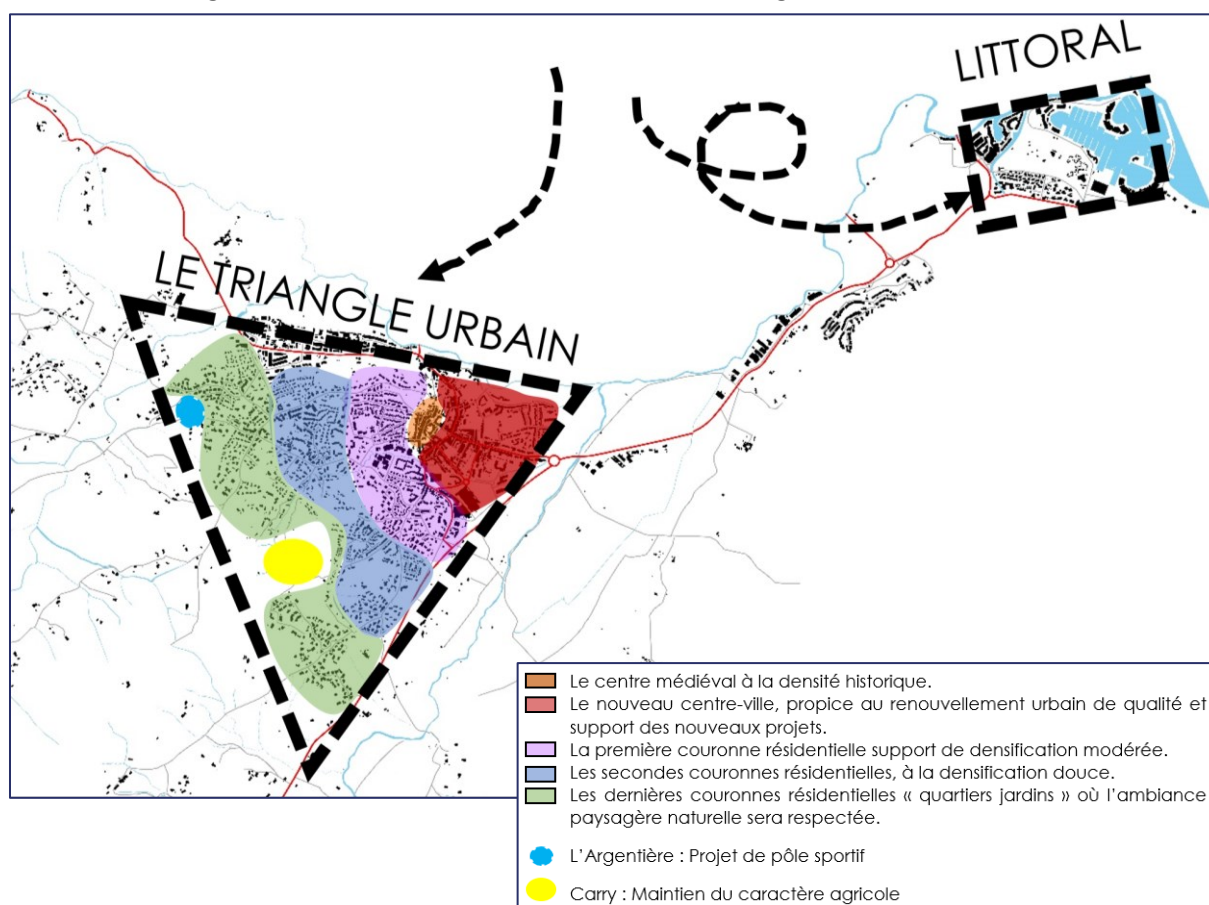 LITTORAL
LE TRIANGLE URBAIN
Le centre médiéval à la densité historique.
Le nouveau centre-ville, propice au renouvellement urbain de qualité et
support des nouveaux projets.
La première couronne résidentielle support de densification modérée.
Les secondes couronnes résidentielles, à la densification douce.
Les dernières couronnes résidentielles « quartiers jardins » où l'ambiance
paysagère naturelle sera respectée.
L'Argentière : Projet de pôle sportif
Carry : Maintien du caractère agricole